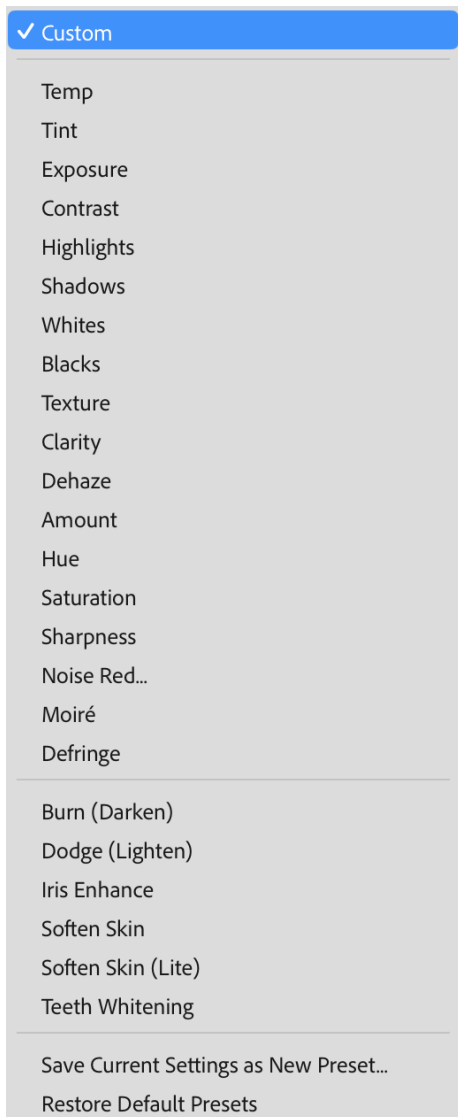 Custom
Temp
Tint
Exposure
Contrast
Highlights
Shadows
Whites
Blacks
Texture
Clarity
Dehaze
Amount
Hue
Saturation
Sharpness
Noise Red...
Moiré
Defringe
Burn (Darken)
Dodge (Lighten)
Iris Enhance
Soften Skin
Soften Skin (Lite)
Teeth Whitening
Save Current Settings as New Preset...
Restore Default Presets